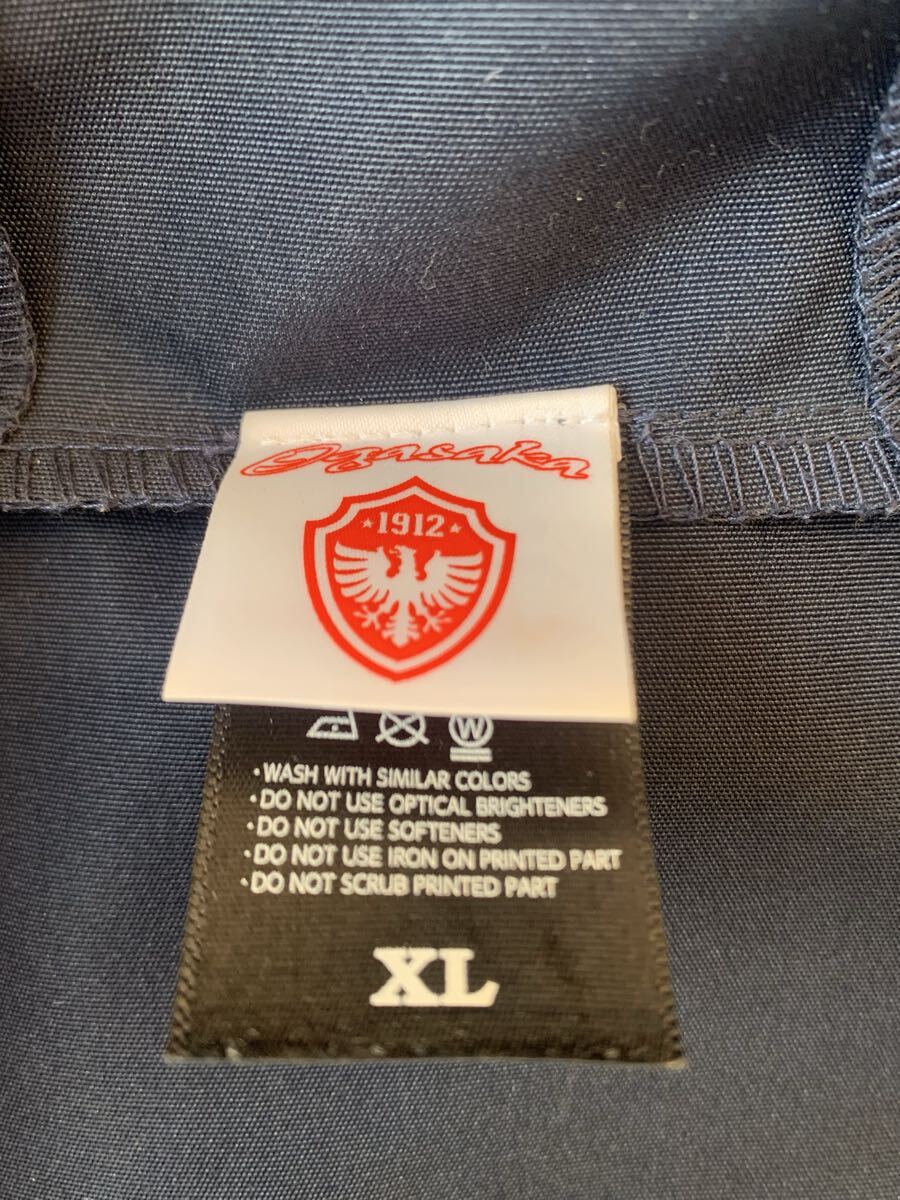 Ogasaka
1912
W
·WASH WITH SIMILAR COLORS
·DO NOT USE OPTICAL BRIGHTENERS
·DO NOT USE SOFTENERS
·DO NOT USE IRON ON PRINTED PART
·DO NOT SCRUB PRINTED PART
XL